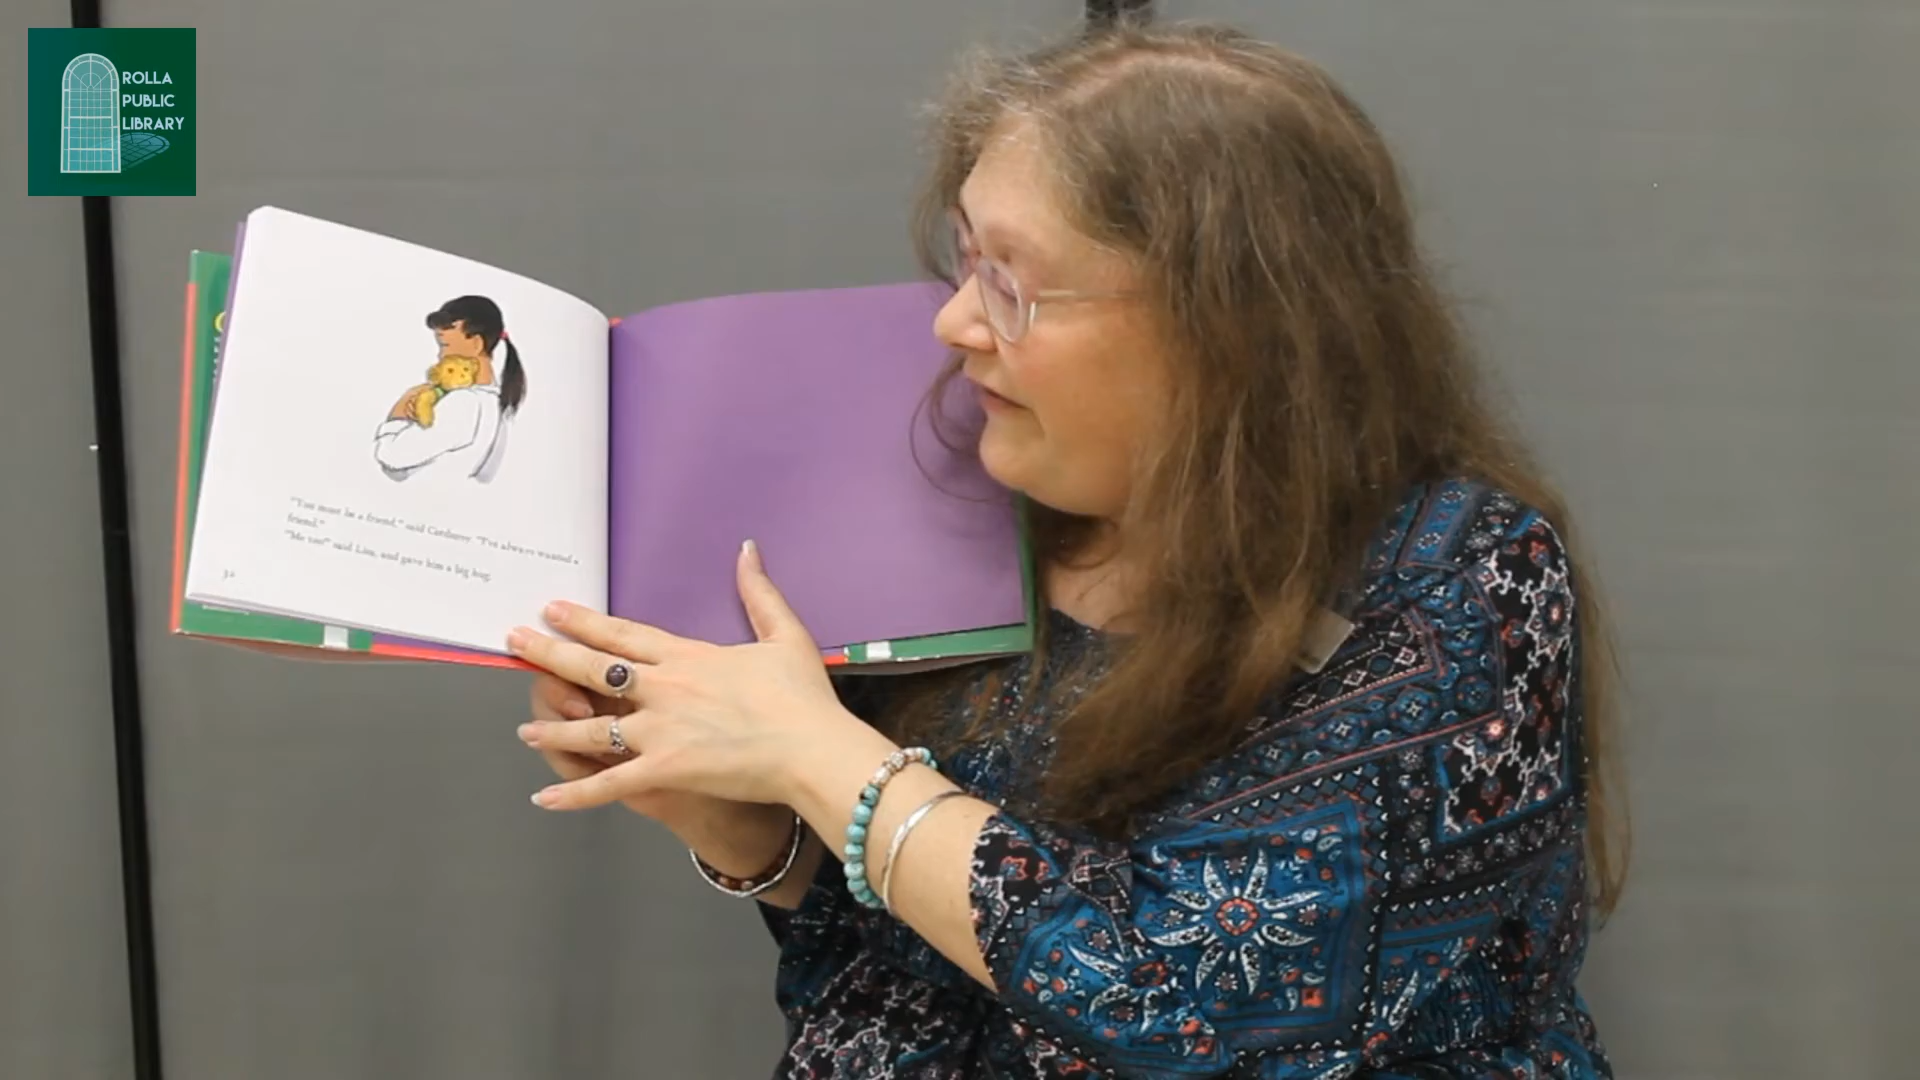 ROLLA
PUBLIC
LIBRARY
"You must be a friend," said Corduroy. "I've always wanted a
friend."
"Me too!" said Lisa, and gave him a big hug.
32